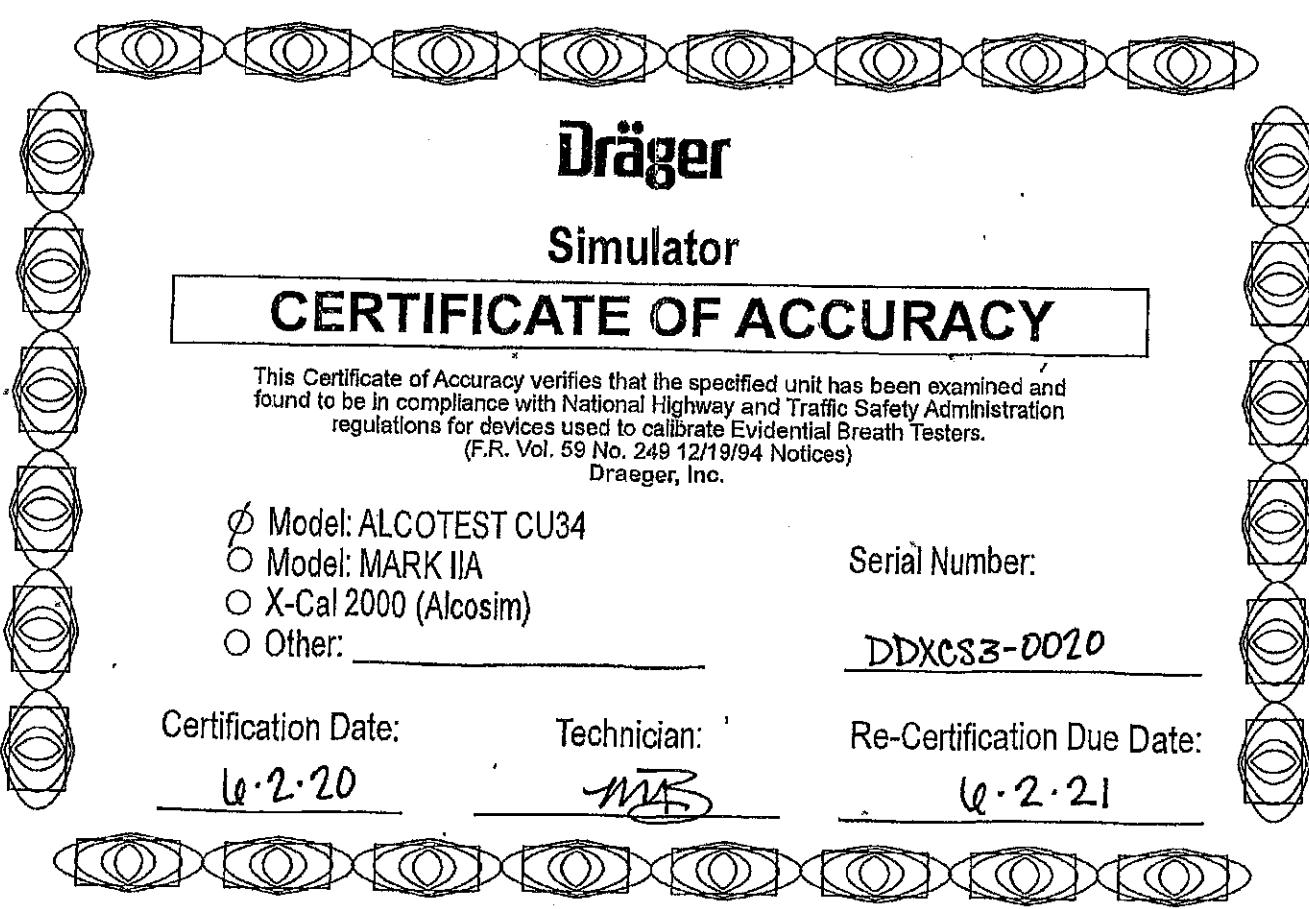 Dräger
Simulator
CERTIFICATE OF ACCURACY
This Certificate of Accuracy verifies that the specified unit has been examined and
found to be in compliance with National Highway and Traffic Safety Administration
regulations for devices used to calibrate Evidential Breath Testers.
(F.R. Vol. 59 No. 249 12/19/94 Notices)
Draeger, Inc.
Model: ALCOTEST CU34
Model: MARK IIA
X-Cal 2000 (Alcosim)
Other:
Serial Number:
DDXCS3-0020
Certification Date:
6.2.20
Technician:
Re-Certification Due Date:
6.2.21